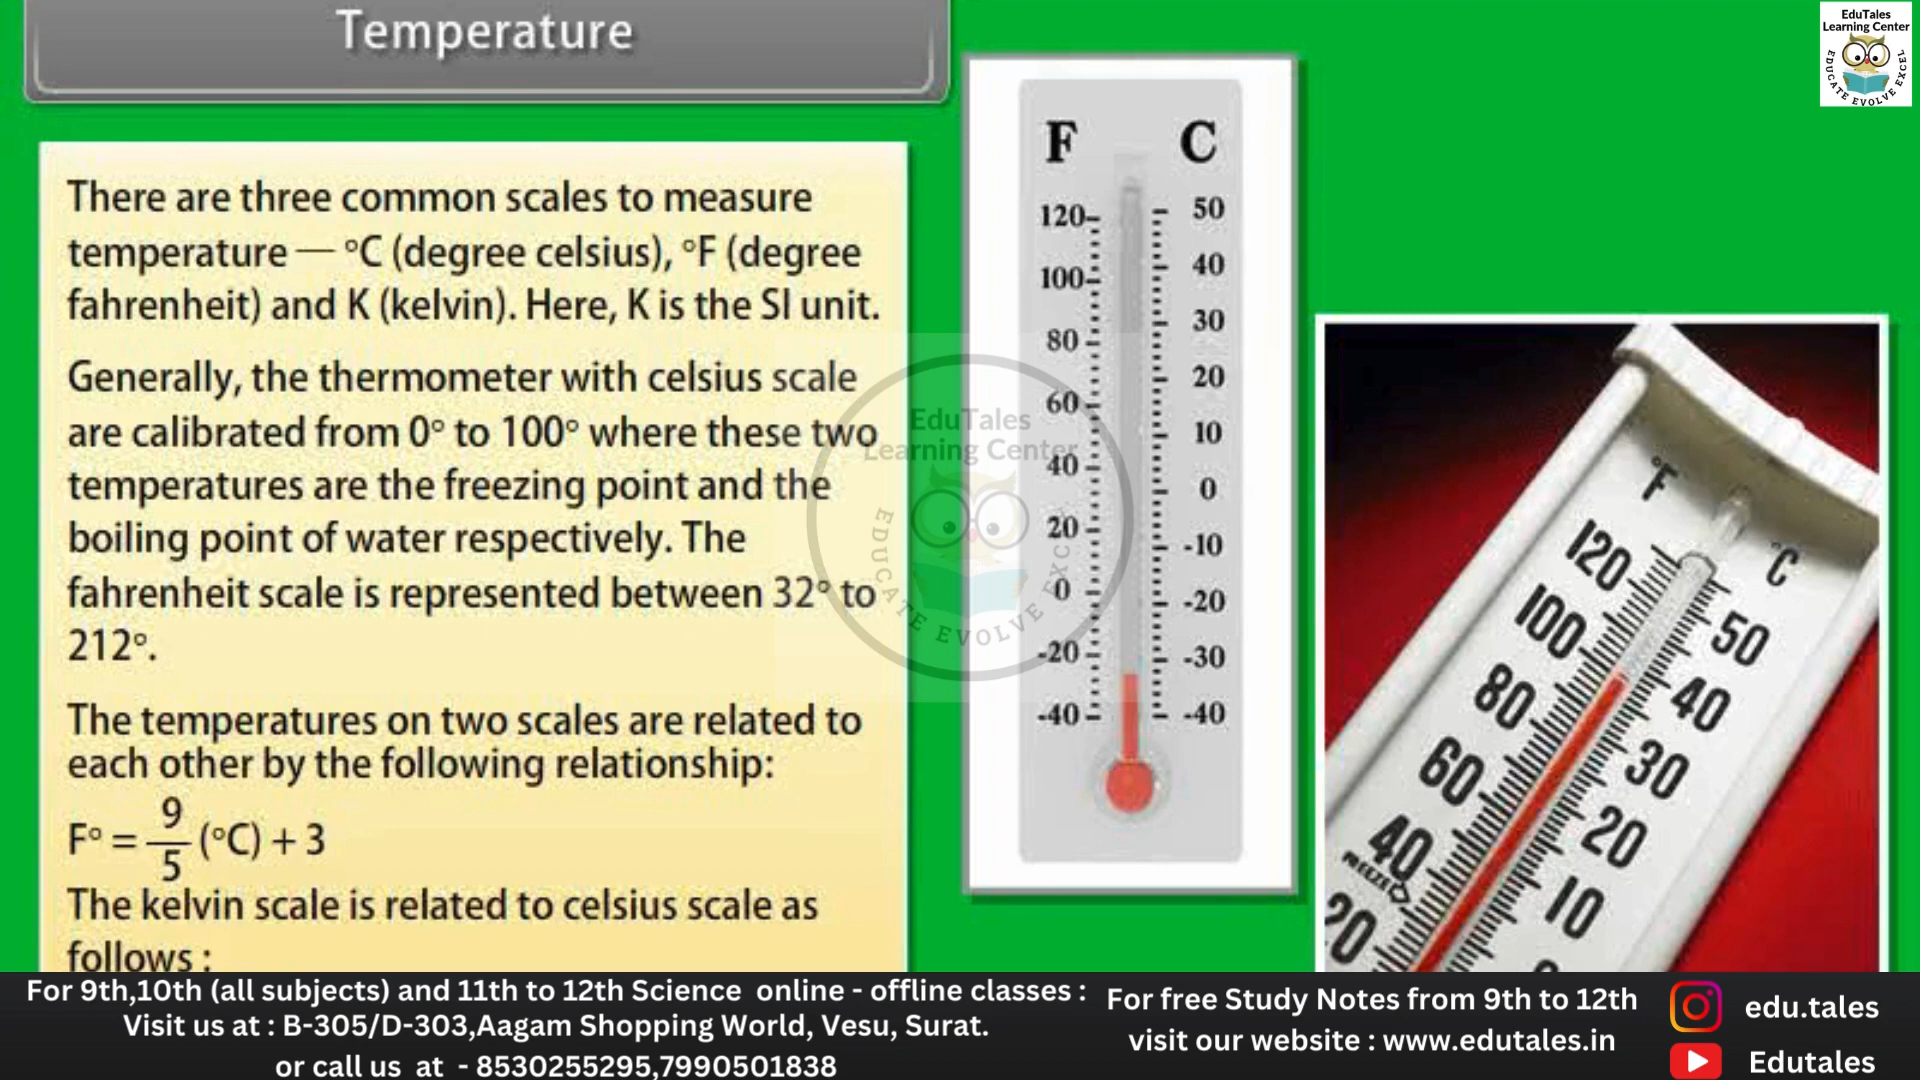 Temperature
EduTales
Learning Center
EDUCATE EVOLVE EXCEL
There are three common scales to measure
temperature — °C (degree celsius), °F (degree
fahrenheit) and K (kelvin). Here, K is the SI unit.
Generally, the thermometer with celsius scale
are calibrated from 0° to 100° where these two
temperatures are the freezing point and the
boiling point of water respectively. The
fahrenheit scale is represented between 32° to
212°.
The temperatures on two scales are related to
each other by the following relationship:
F° = 9/5 (°C) + 3
The kelvin scale is related to celsius scale as
follows :
F C
120 50
100 40
80 30
60 20
40 10
20 0
0 -10
-20 -20
-40 -30
-40
EduTales
Learning Center
EDUCATE EVOLVE EXCEL
°F
°C
120
100 50
80 40
60 30
40 20
20 10
For 9th,10th (all subjects) and 11th to 12th Science online - offline classes :
Visit us at : B-305/D-303,Aagam Shopping World, Vesu, Surat.
or call us at - 8530255295,7990501838
For free Study Notes from 9th to 12th
visit our website : www.edutales.in
edu.tales
Edutales